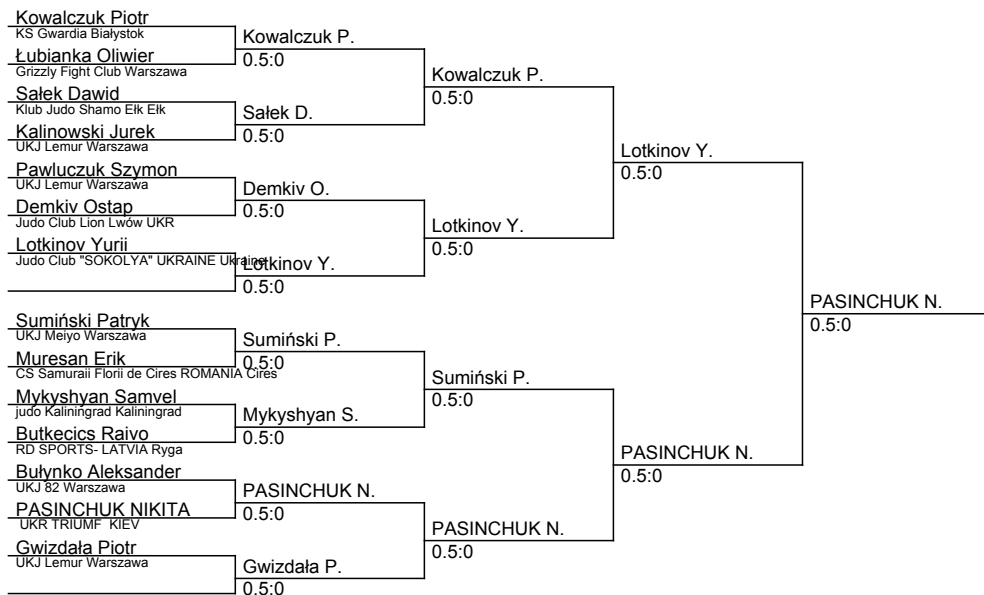 Kowalczuk Piotr
KS Gwardia Białystok
Łubianka Oliwier
Grizzly Fight Club Warszawa
Sałek Dawid
Klub Judo Shamo Ełk Ełk
Kalinowski Jurek
UKJ Lemur Warszawa
Pawluczuk Szymon
UKJ Lemur Warszawa
Demkiv Ostap
Judo Club Lion Lwów UKR
Lotkinov Yurii
Judo Club "SOKOLYA" UKRAINE Ukraine
Sumiński Patryk
UKJ Meiyo Warszawa
Muresan Erik
CS Samuraii Florii de Cires ROMANIA Cires
Mykyshyan Samvel
judo Kaliningrad Kaliningrad
Butkecics Raivo
RD SPORTS- LATVIA Ryga
Bułynko Aleksander
UKJ 82 Warszawa
PASINCHUK NIKITA
UKR TRIUMF KIEV
Gwizdała Piotr
UKJ Lemur Warszawa
Kowalczuk P.
0.5:0
Sałek D.
0.5:0
Demkiv O.
0.5:0
Lotkinov Y.
0.5:0
Sumiński P.
0.5:0
Mykyshyan S.
0.5:0
PASINCHUK N.
0.5:0
Gwizdała P.
0.5:0
Kowalczuk P.
0.5:0
Lotkinov Y.
0.5:0
Sumiński P.
0.5:0
PASINCHUK N.
0.5:0
Lotkinov Y.
0.5:0
PASINCHUK N.
0.5:0
PASINCHUK N.
0.5:0